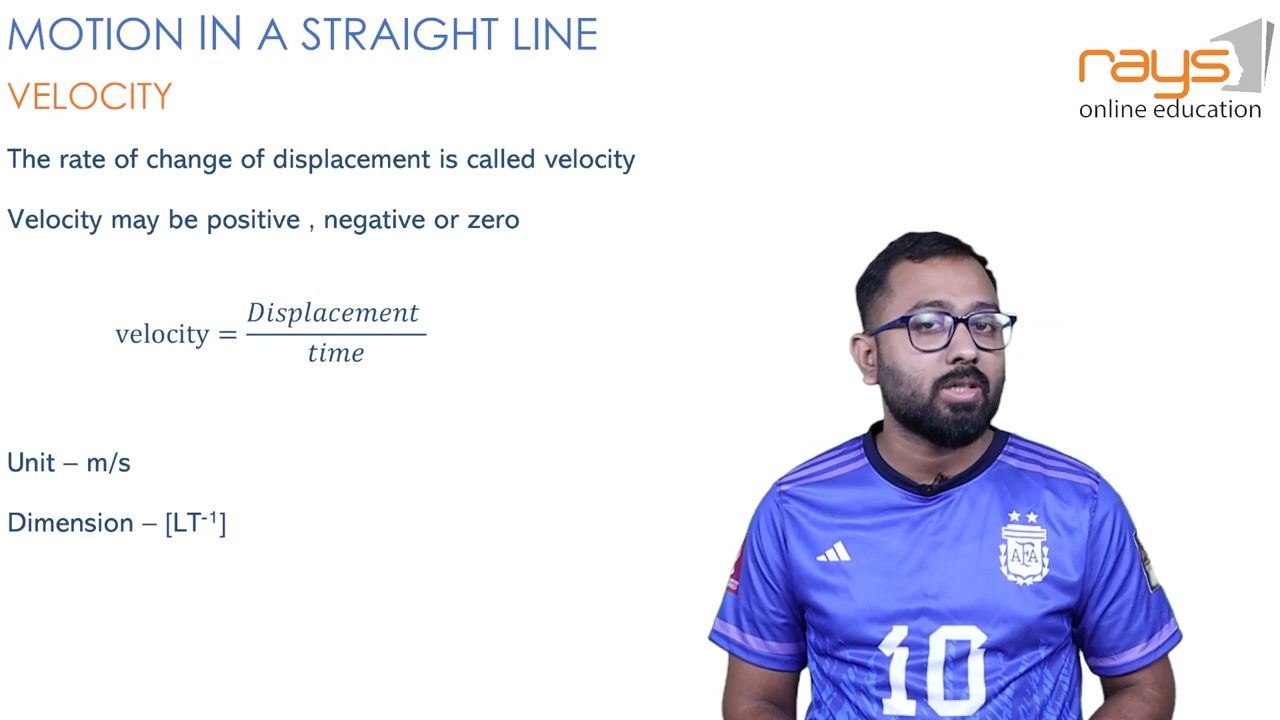 MOTION IN A STRAIGHT LINE
VELOCITY
rays
online education
The rate of change of displacement is called velocity
Velocity may be positive , negative or zero
velocity = Displacement / time
Unit – m/s
Dimension – [LT⁻¹]
AFA
10